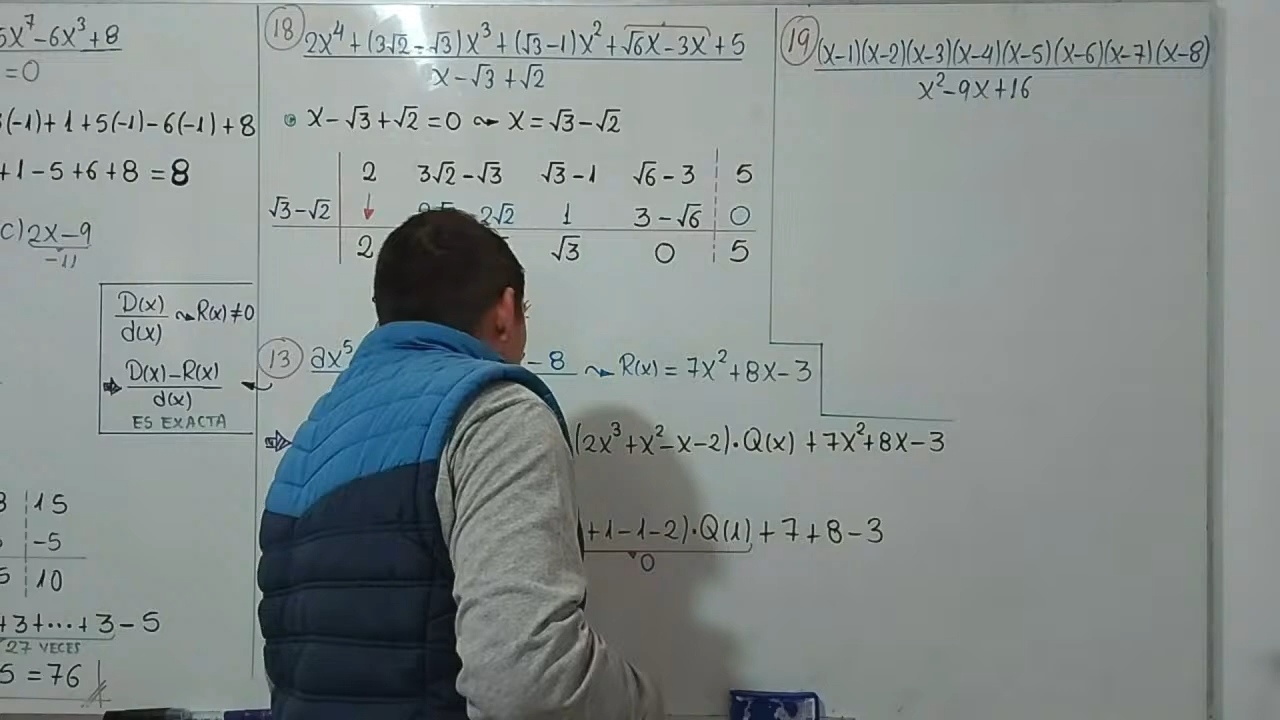 5x⁷-6x³+8
=0
(-1)+1+5(-1)-6(-1)+8
+1-5+6+8=8
c) 2x-9
-11
D(x)
d(x)
~R(x)≠0
D(x)-R(x)
d(x)
ES EXACTA
15
-5
10
+3+...+3-5
27 VECES
5=76
18
2x⁴+(3√2-√3)x³+(√3-1)x²+√6x-3x+5
x-√3+√2
x-√3+√2=0 ~ x=√3-√2
2 3√2-√3 √3-1 √6-3 5
√3-√2 2√2 1 3-√6 0
2 √3 0 5
13
ax⁵ -8 ~ R(x)=7x²+8x-3
(2x³+x²-x-2)·Q(x)+7x²+8x-3
+1-1-2)·Q(1)+7+8-3
0
19
(x-1)(x-2)(x-3)(x-4)(x-5)(x-6)(x-7)(x-8)
x²-9x+16